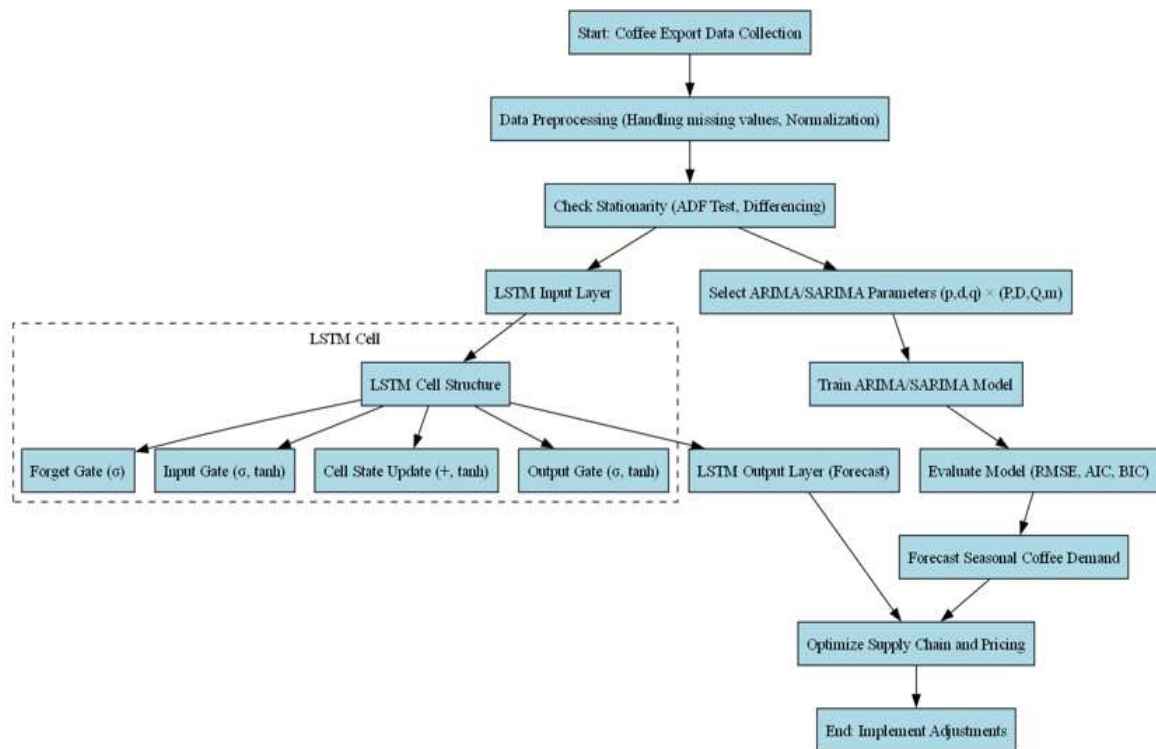 Start: Coffee Export Data Collection
Data Preprocessing (Handling missing values, Normalization)
Check Stationarity (ADF Test, Differencing)
LSTM Input Layer
Select ARIMA/SARIMA Parameters (p,d,q) × (P,D,Q,m)
LSTM Cell
LSTM Cell Structure
Train ARIMA/SARIMA Model
Forget Gate (σ)
Input Gate (σ, tanh)
Cell State Update (+, tanh)
Output Gate (σ, tanh)
LSTM Output Layer (Forecast)
Evaluate Model (RMSE, AIC, BIC)
Forecast Seasonal Coffee Demand
Optimize Supply Chain and Pricing
End: Implement Adjustments